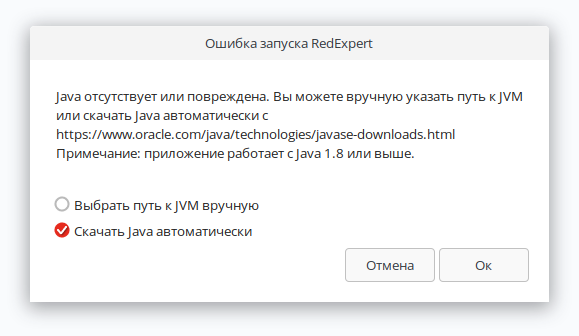 Ошибка запуска RedExpert
Java отсутствует или повреждена. Вы можете вручную указать путь к JVM
или скачать Java автоматически с
https://www.oracle.com/java/technologies/javase-downloads.html
Примечание: приложение работает с Java 1.8 или выше.
Выбрать путь к JVM вручную
Скачать Java автоматически
Отмена
Ок